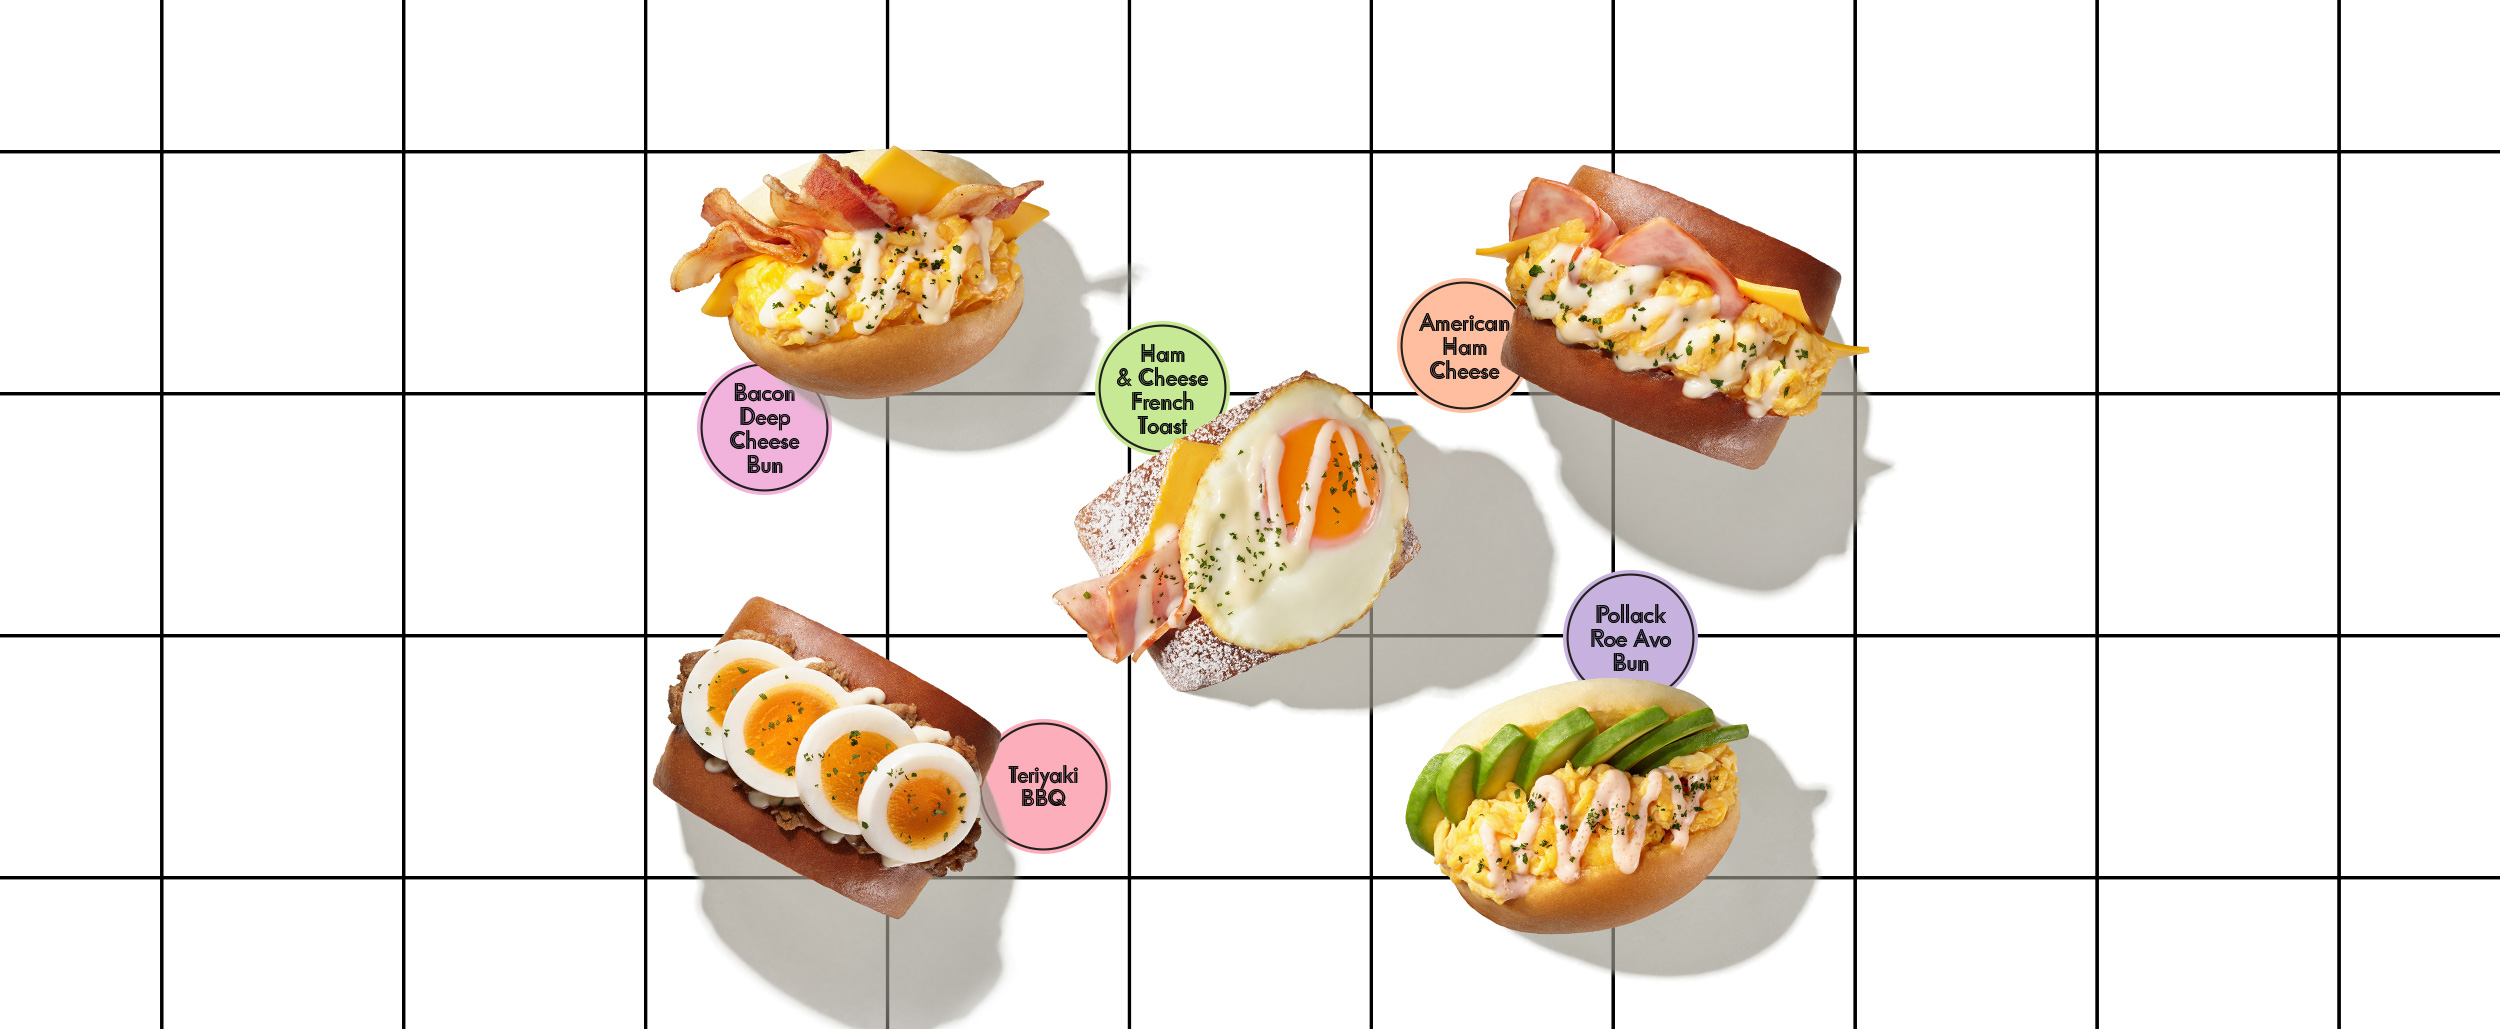 Bacon
Deep
Cheese
Bun
Ham
& Cheese
French
Toast
American
Ham
Cheese
Teriyaki
BBQ
Pollack
Roe Avo
Bun